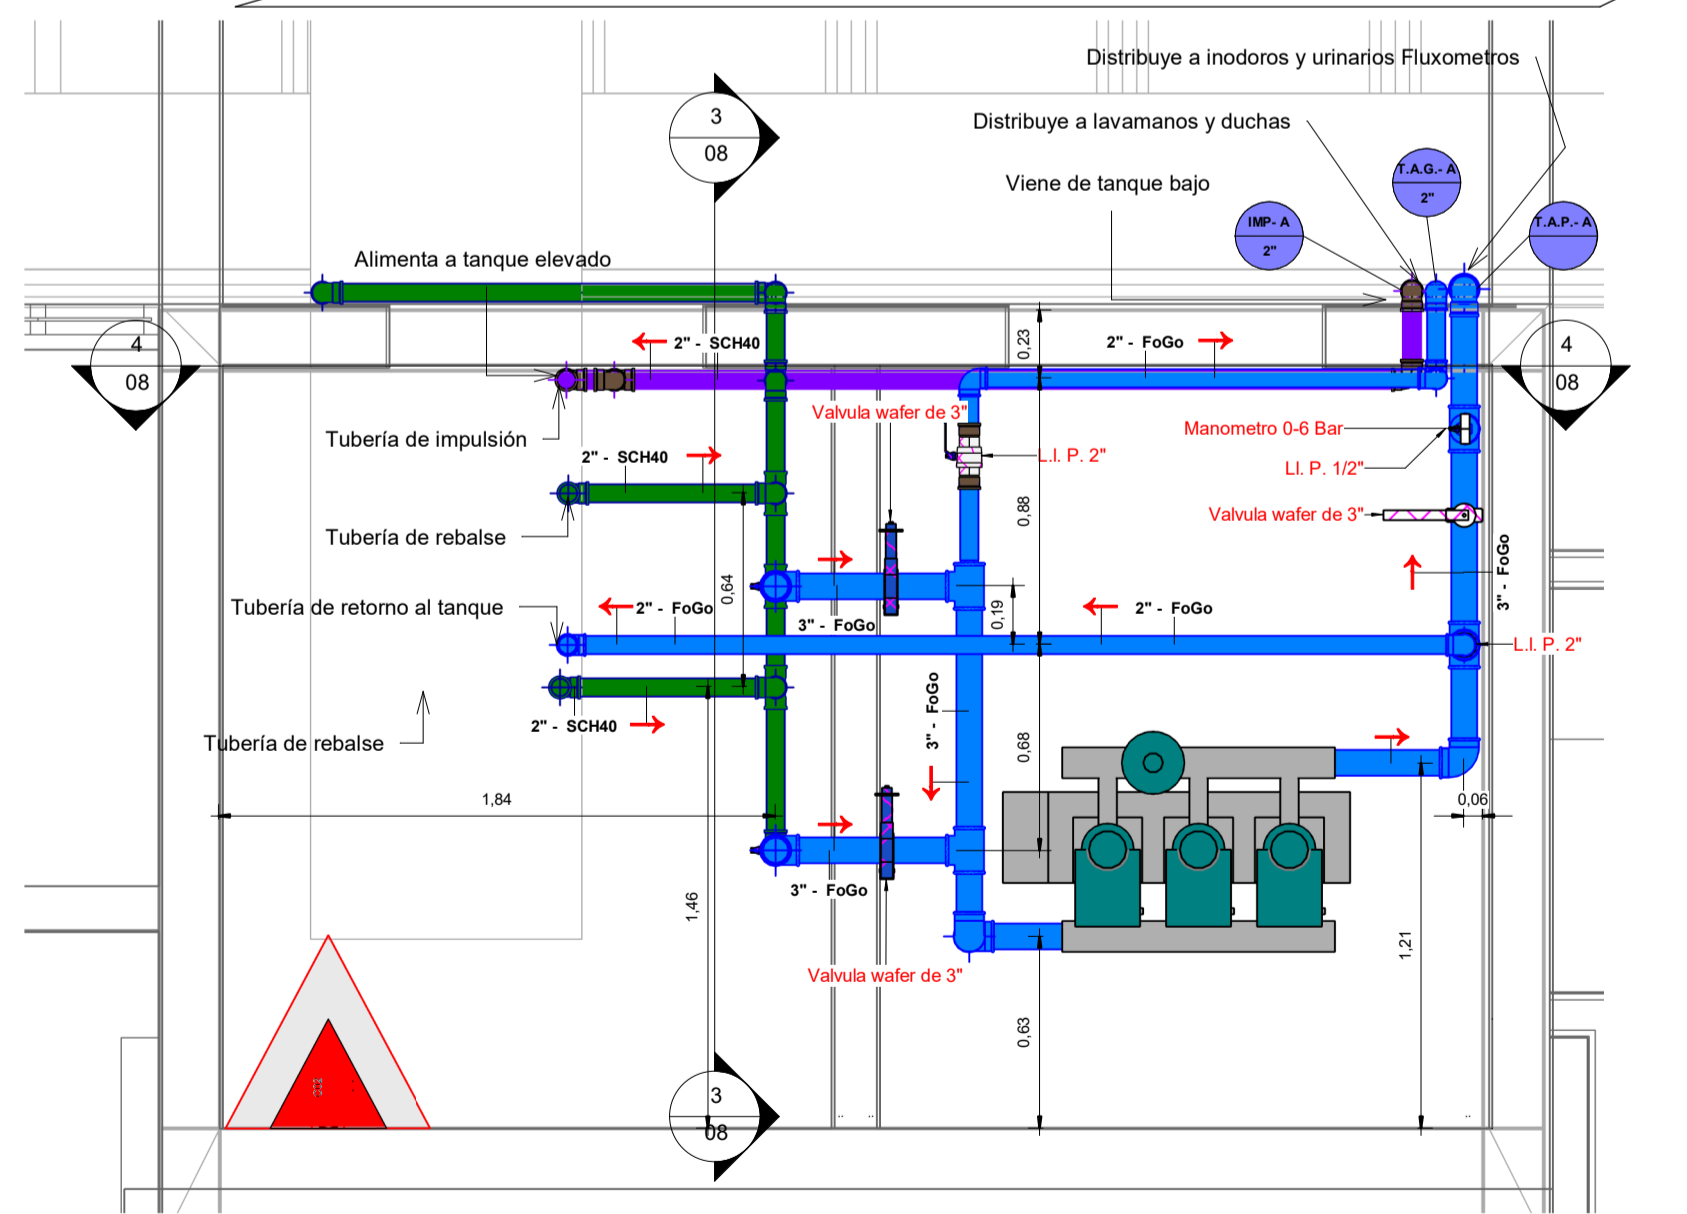 Distribuye a inodoros y urinarios Fluxometros
3
08
Distribuye a lavamanos y duchas
Viene de tanque bajo
T.A.G.- A
2"
IMP- A
2"
T.A.P.- A
Alimenta a tanque elevado
4
08
2" - SCH40
0,23
2" - FoGo
4
08
Valvula wafer de 3"
Tubería de impulsión
Manometro 0-6 Bar
2" - SCH40
L.I. P. 2"
LI. P. 1/2"
Tubería de rebalse
0,88
Valvula wafer de 3"
3" - FoGo
0,64
Tubería de retorno al tanque
2" - FoGo
3" - FoGo
0,19
2" - FoGo
L.I. P. 2"
2" - SCH40
Tubería de rebalse
3" - FoGo
0,68
1,84
0,06
3" - FoGo
1,46
1,21
Valvula wafer de 3"
0,63
3
08